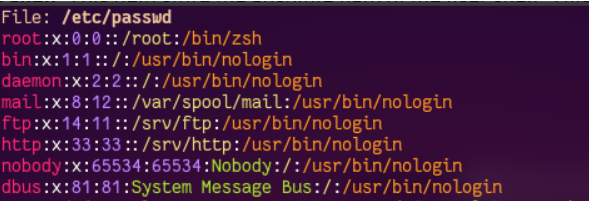 File: /etc/passwd
root:x:0:0::/root:/bin/zsh
bin:x:1:1::/:/usr/bin/nologin
daemon:x:2:2::/:/usr/bin/nologin
mail:x:8:12::/var/spool/mail:/usr/bin/nologin
ftp:x:14:11::/srv/ftp:/usr/bin/nologin
http:x:33:33::/srv/http:/usr/bin/nologin
nobody:x:65534:65534:Nobody:/:/usr/bin/nologin
dbus:x:81:81:System Message Bus:/:/usr/bin/nologin